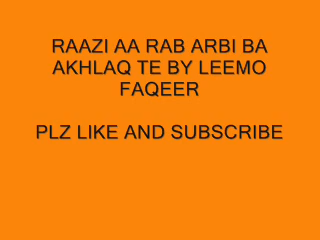 RAAZI AA RAB ARBI BA
AKHLAQ TE BY LEEMO
FAQEER
PLZ LIKE AND SUBSCRIBE